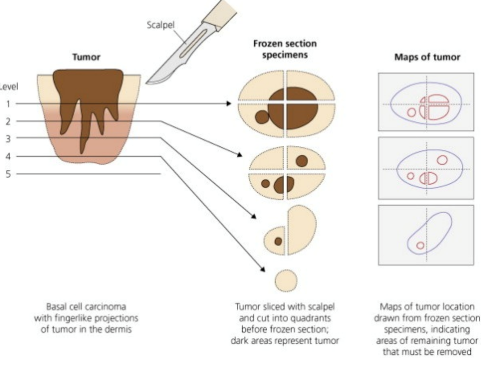 Scalpel
Tumor
Frozen section
specimens
Maps of tumor
Level
1
2
3
4
5
Basal cell carcinoma
with fingerlike projections
of tumor in the dermis
Tumor sliced with scalpel
and cut into quadrants
before frozen section;
dark areas represent tumor
Maps of tumor location
drawn from frozen section
specimens, indicating
areas of remaining tumor
that must be removed